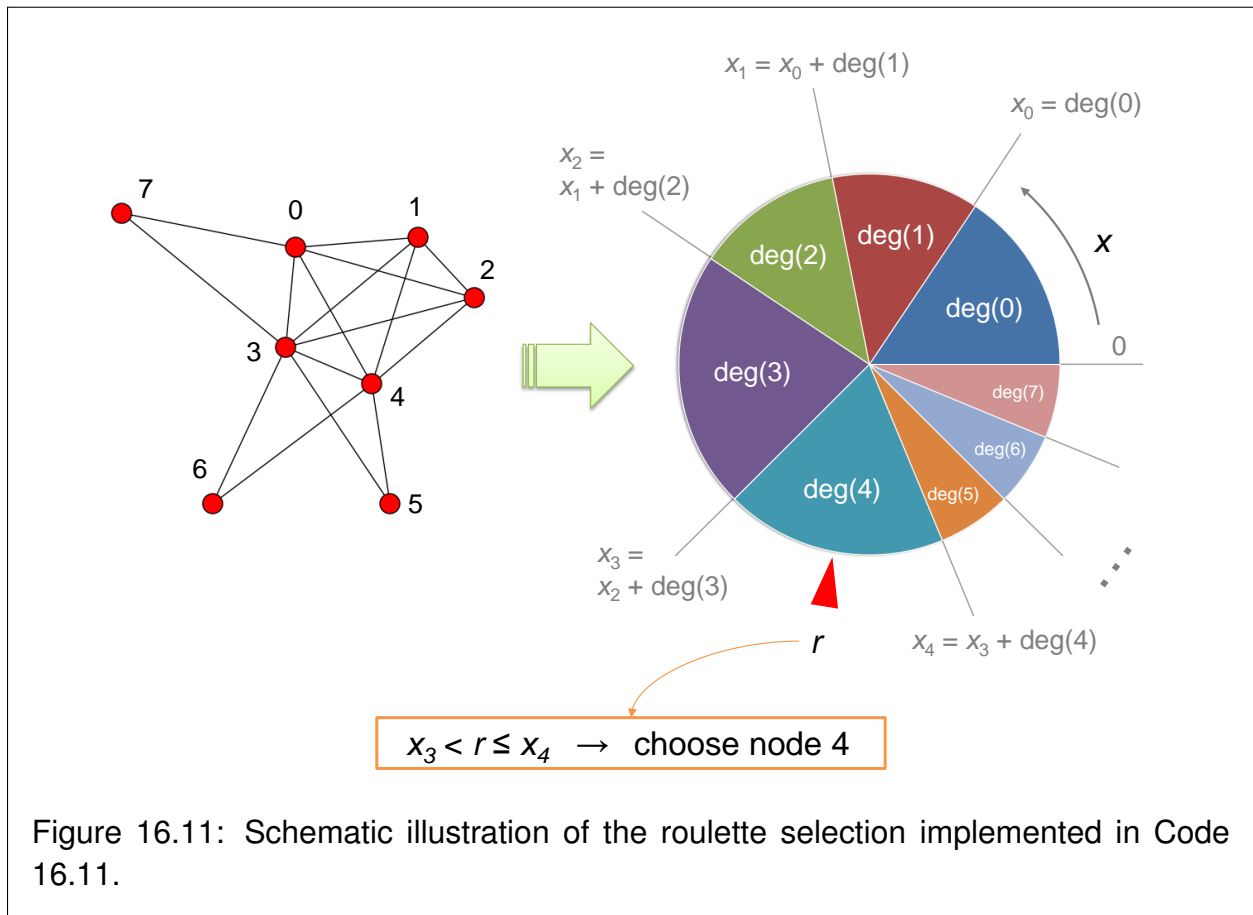 x₁ = x₀ + deg(1)
x₀ = deg(0)
x₂ =
x₁ + deg(2)
7
0
1
2
3
4
6
5
deg(1)
deg(2)
deg(0)
x
0
deg(3)
deg(7)
deg(6)
deg(4)
deg(5)
x₃ =
x₂ + deg(3)
r
x₄ = x₃ + deg(4)
x₃ < r ≤ x₄ → choose node 4
Figure 16.11: Schematic illustration of the roulette selection implemented in Code
16.11.